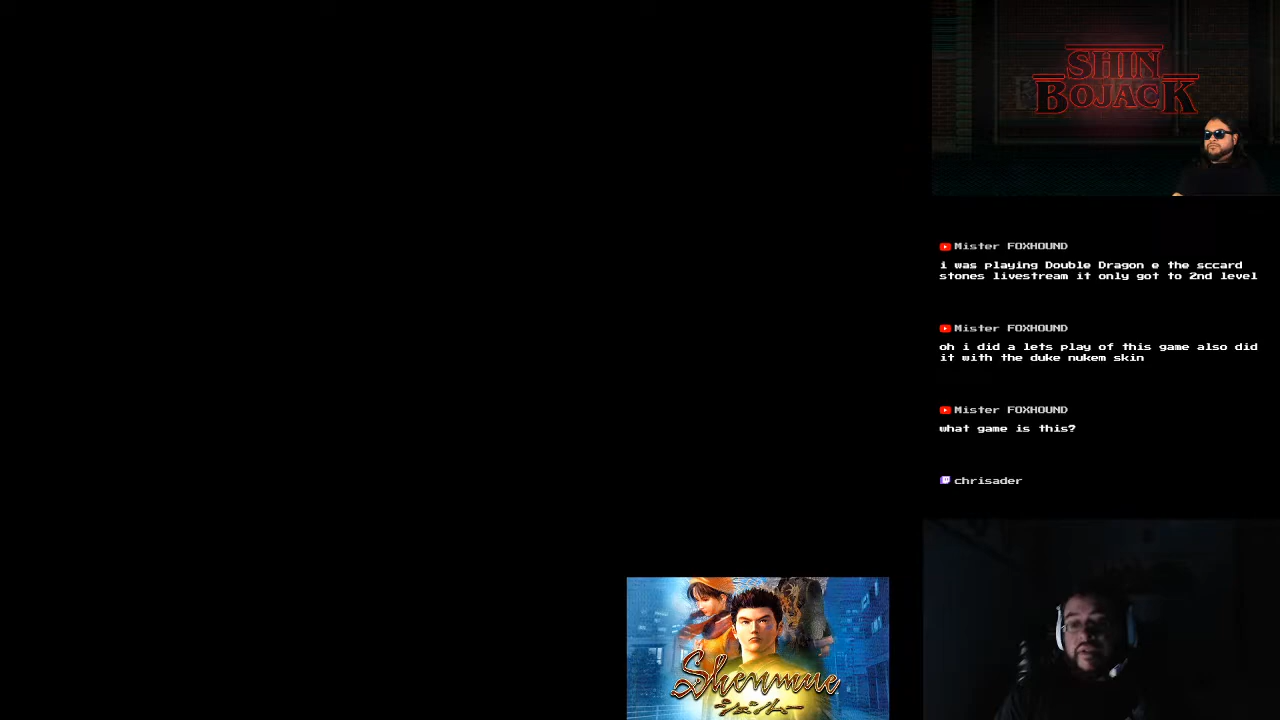 SHIN
BOJACK
Mister FOXHOUND
i was playing Double Dragon e the sccard
stones livestream it only got to 2nd level
Mister FOXHOUND
oh i did a lets play of this game also did
it with the duke nukem skin
Mister FOXHOUND
what game is this?
chrisader
Shenmue
シェンムー